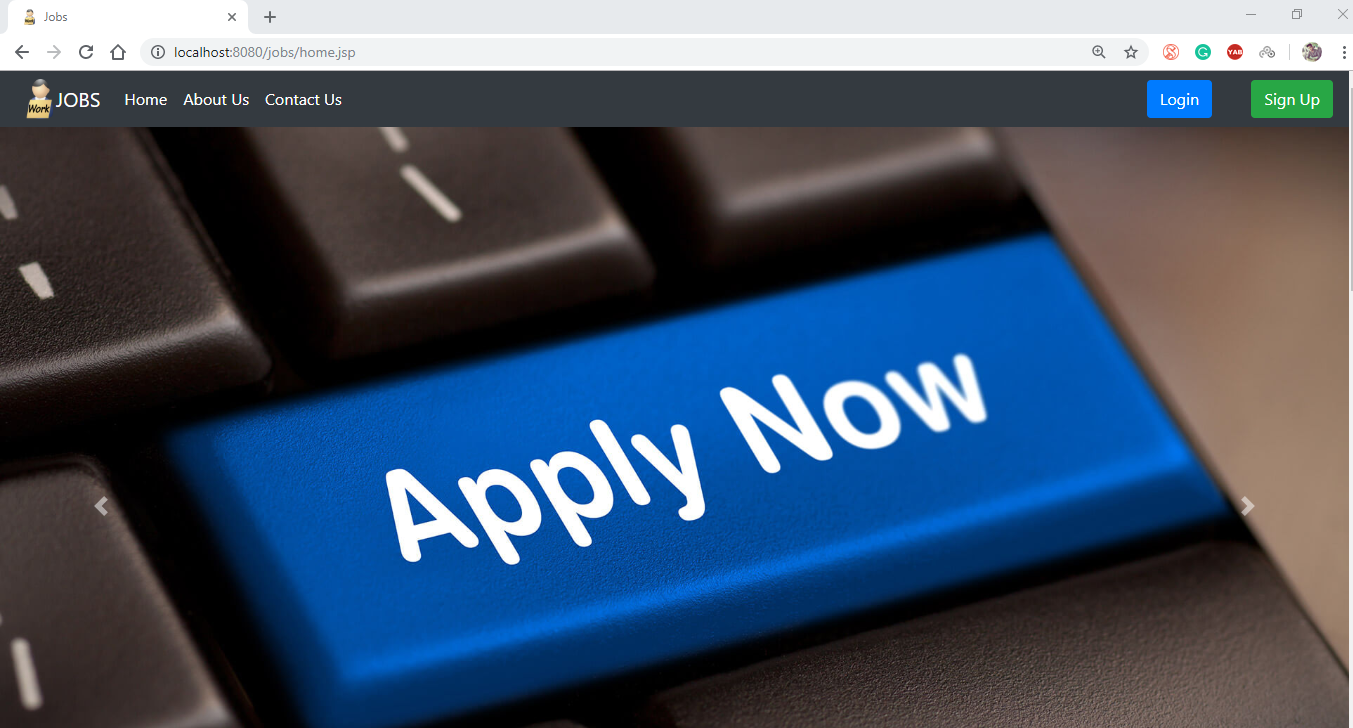 Jobs
localhost:8080/jobs/home.jsp
YAB
Work
JOBS Home About Us Contact Us Login Sign Up
Apply Now